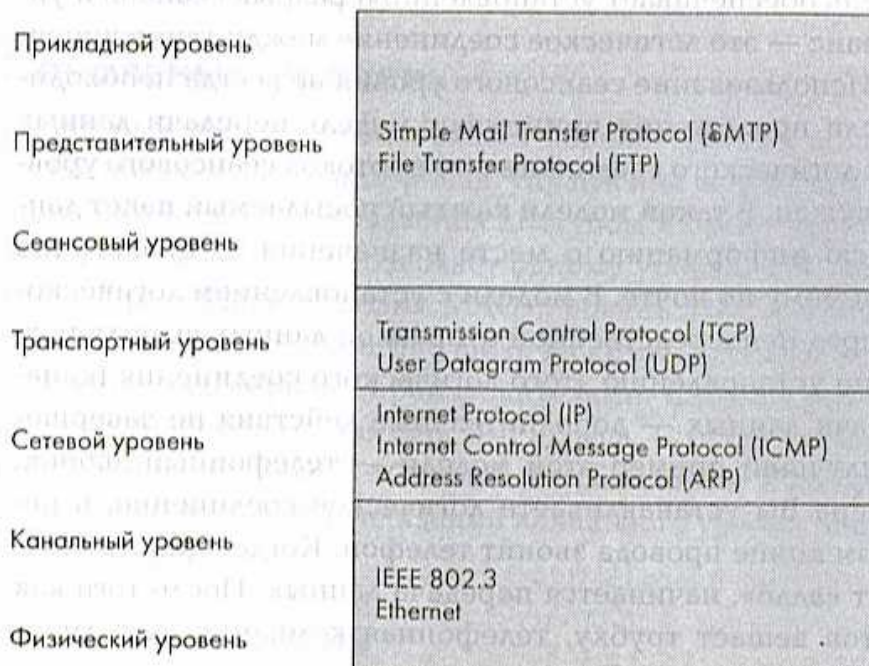 Прикладной уровень
Представительный уровень
Simple Mail Transfer Protocol (SMTP)
File Transfer Protocol (FTP)
Сеансовый уровень
Транспортный уровень
Transmission Control Protocol (TCP)
User Datagram Protocol (UDP)
Сетевой уровень
Internet Protocol (IP)
Internet Control Message Protocol (ICMP)
Address Resolution Protocol (ARP)
Канальный уровень
IEEE 802.3
Ethernet
Физический уровень